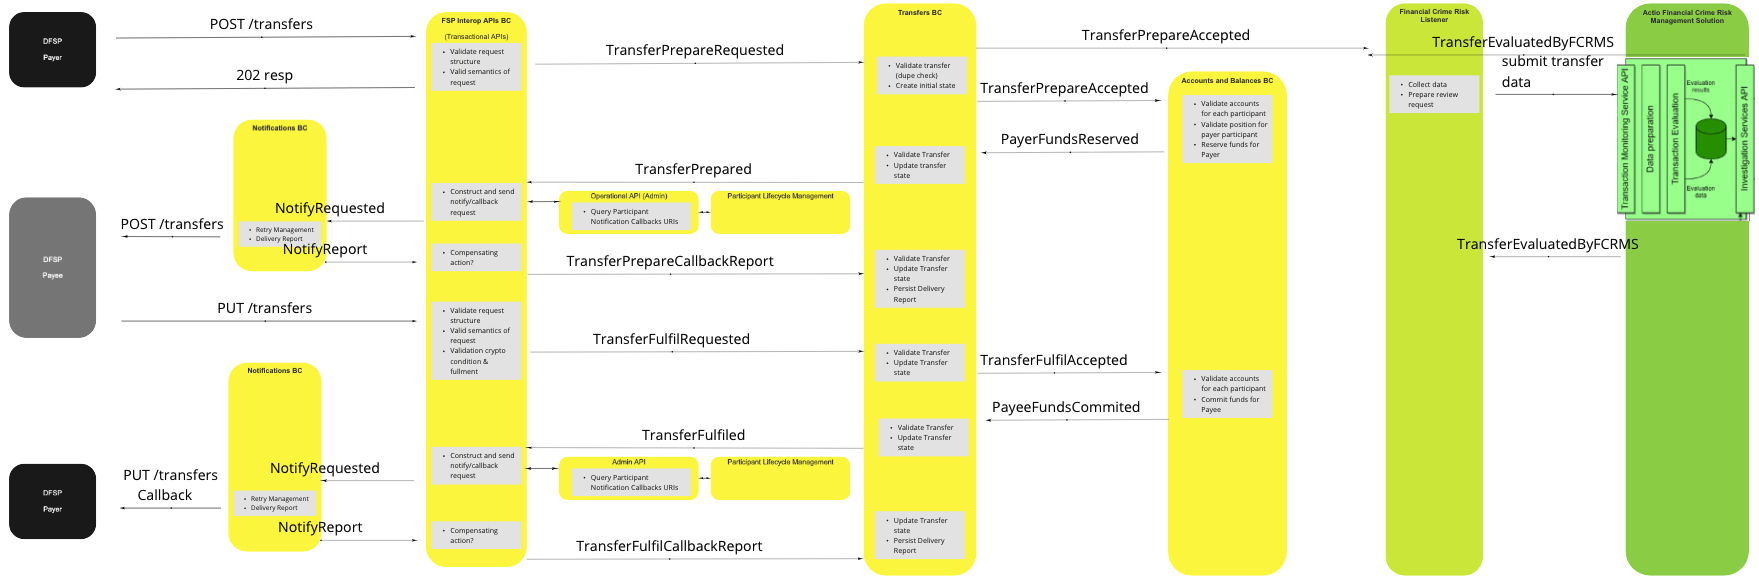 DFSP
Payer
POST /transfers
202 resp
FSP Interop APIs BC
(Transactional APIs)
• Validate request
structure
• Valid semantics of
request
TransferPrepareRequested
Transfers BC
• Validate transfer
(dupe check)
• Create initial state
TransferPrepareAccepted
TransferPrepareAccepted
Accounts and Balances BC
• Validate accounts
for each participant
• Validate position for
payer participant
• Reserve funds for
Payer
Financial Crime Risk
Listener
• Collect data
• Prepare review
request
TransferEvaluatedByFCRMS
submit transfer
data
Actio Financial Crime Risk
Management Solution
Transaction Monitoring Service API
Data preparation
Transaction Evaluation
Evaluation
results
Evaluation
data
Investigation Services API
TransferEvaluatedByFCRMS
PayerFundsReserved
• Validate Transfer
• Update transfer
state
TransferPrepared
Notifications BC
• Construct and send
notify/callback
request
Operational API (Admin)
• Query Participant
Notification Callbacks URIs
Participant Lifecycle Management
NotifyRequested
• Retry Management
• Delivery Report
POST /transfers
NotifyReport
DFSP
Payee
• Compensating
action?
TransferPrepareCallbackReport
• Validate Transfer
• Update Transfer
state
• Persist Delivery
Report
PUT /transfers
• Validate request
structure
• Valid semantics of
request
• Validation crypto
condition &
fullment
TransferFulfilRequested
• Validate Transfer
• Update Transfer
state
TransferFulfilAccepted
• Validate accounts
for each participant
• Commit funds for
Payee
PayeeFundsCommited
• Validate Transfer
• Update Transfer
state
TransferFulfiled
Notifications BC
• Construct and send
notify/callback
request
Admin API
• Query Participant
Notification Callbacks URIs
Participant Lifecycle Management
NotifyRequested
• Retry Management
• Delivery Report
PUT /transfers
Callback
DFSP
Payer
NotifyReport
• Compensating
action?
TransferFulfilCallbackReport
• Update Transfer
state
• Persist Delivery
Report